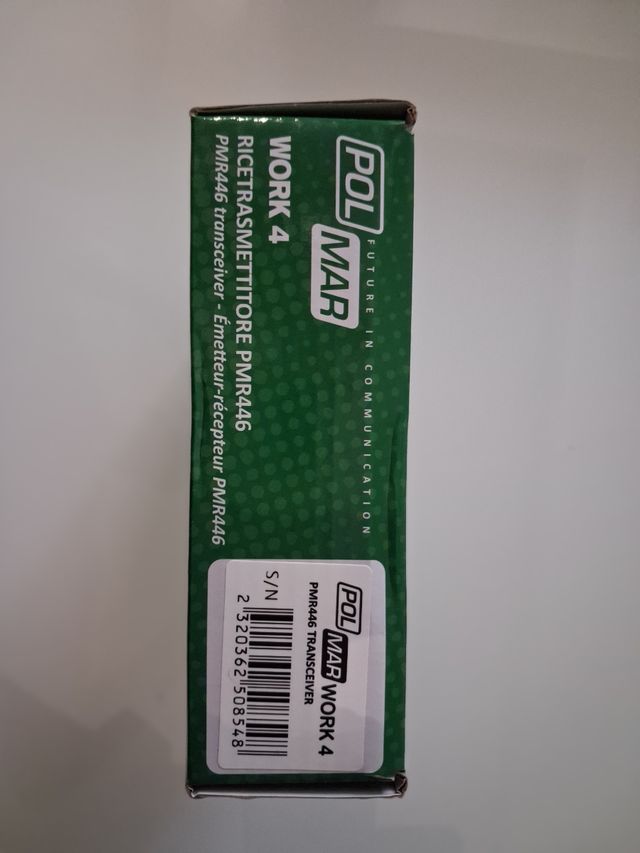 POL MAR
FUTURE IN COMMUNICATION
WORK 4
RICETRASMETTITORE PMR446
PMR446 transceiver - Émetteur-récepteur PMR446
POL MAR WORK 4
PMR446 TRANSCEIVER
S/N
2 320362 508548